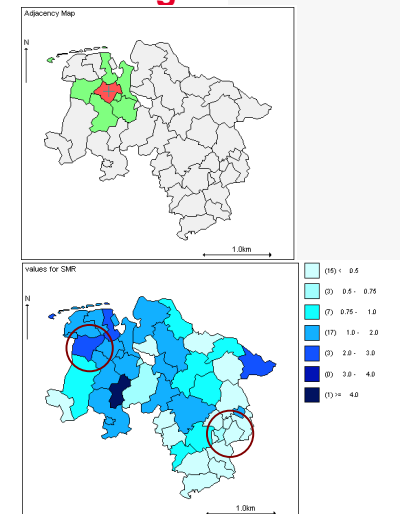 Adjacency Map
N
1.0km
values for SMR
N
1.0km
(15) < 0.5
(3) 0.5 - 0.75
(7) 0.75 - 1.0
(17) 1.0 - 2.0
(3) 2.0 - 3.0
(0) 3.0 - 4.0
(1) >= 4.0